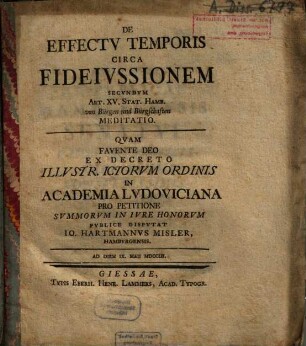 DE
EFFECTV TEMPORIS
CIRCA
FIDEIVSSIONEM
SECVNDVM
ART. XV. STAT. HAMB.
von Bürgen und Bürgschafften
MEDITATIO.
QVAM
FAVENTE DEO
EX DECRETO
ILLVSTR. ICTORVM ORDINIS
IN
ACADEMIA LVDOVICIANA
PRO PETITIONE
SVMMORVM IN IVRE HONORVM
PVBLICE DISPVTAT
IO. HARTMANNVS MISLER,
HAMBVRGENSIS.
AD DIEM IX. MAII
GIESSAE,
TYPIS EBERH. HENR. LAMMERS, ACAD. TYPOGR.